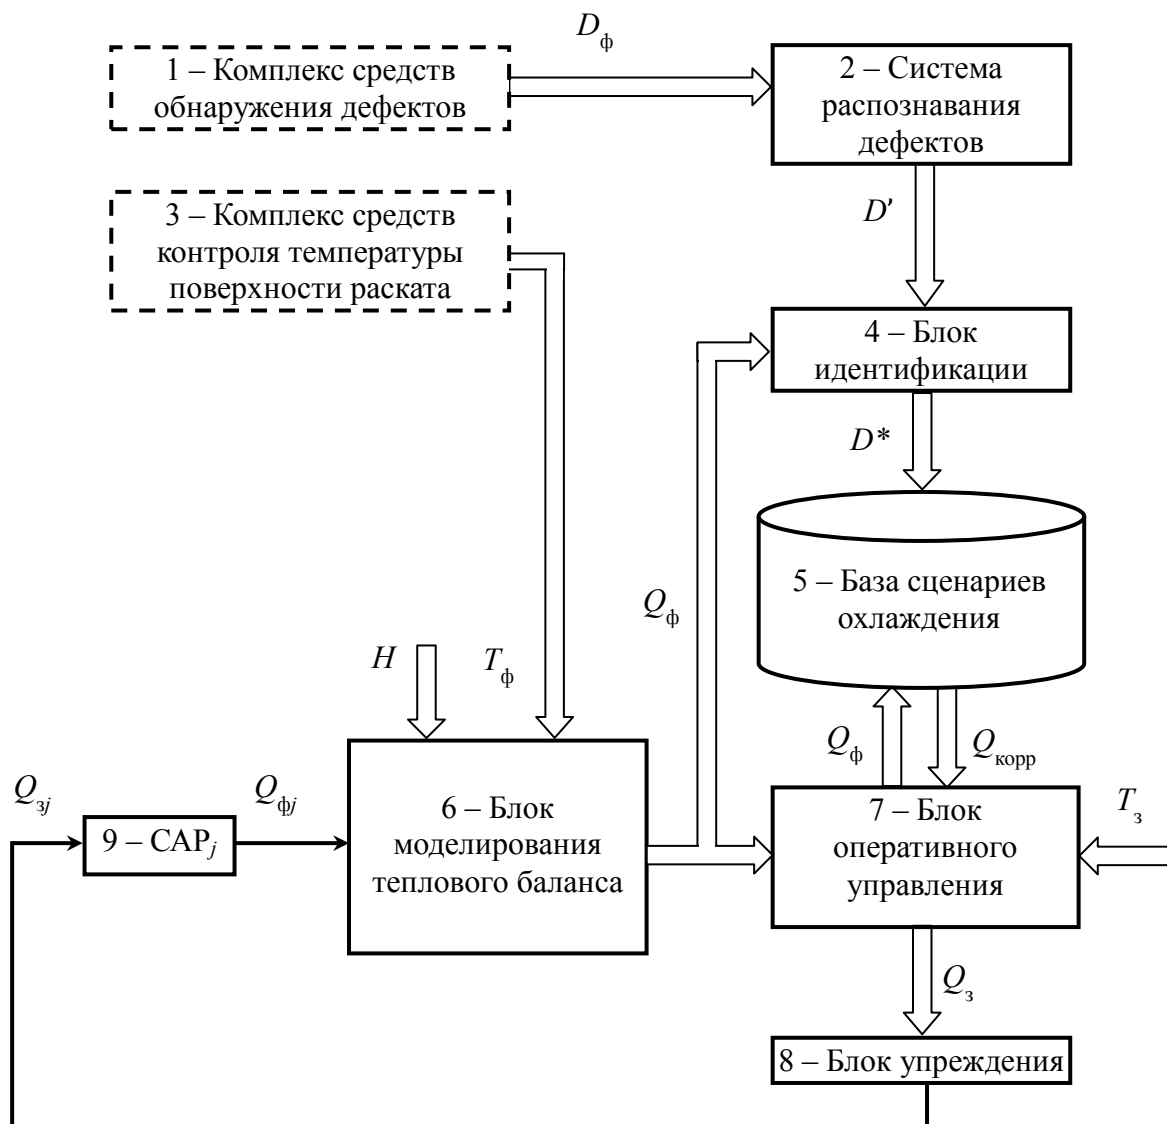 D_ф
1 – Комплекс средств
обнаружения дефектов
2 – Система
распознавания
дефектов
3 – Комплекс средств
контроля температуры
поверхности раската
D'
4 – Блок
идентификации
D*
5 – База сценариев
охлаждения
Q_ф
H
T_ф
Q_ф
Q_корр
Q_зj
Q_фj
9 – САР_j
6 – Блок
моделирования
теплового баланса
7 – Блок
оперативного
управления
T_з
Q_з
8 – Блок упреждения